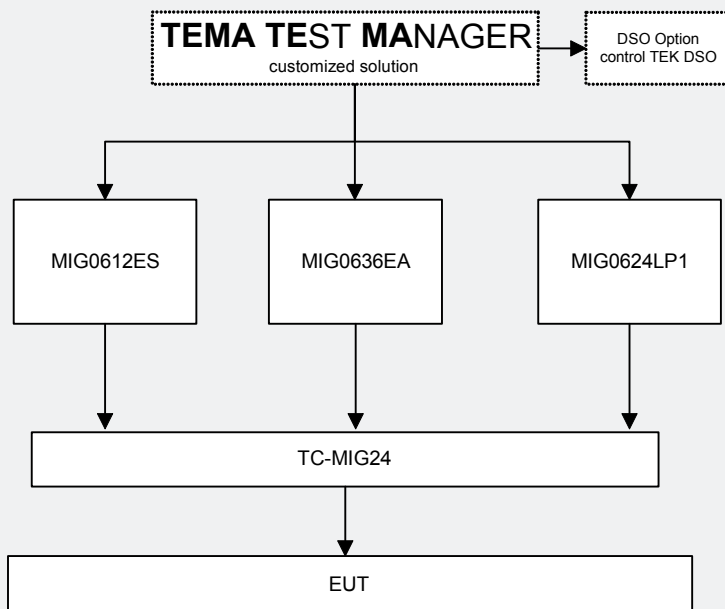 TEMA TEST MANAGER
customized solution
DSO Option
control TEK DSO
MIG0612ES
MIG0636EA
MIG0624LP1
TC-MIG24
EUT